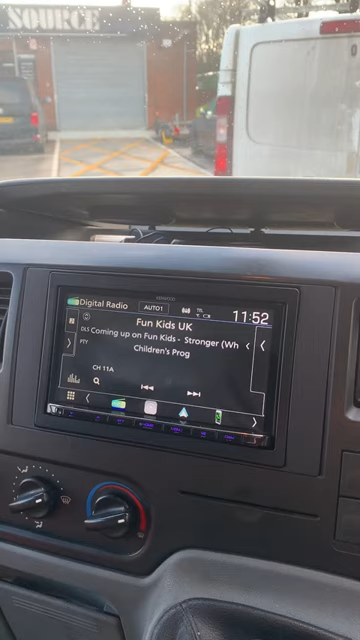 SOURCE
KENWOOD
Digital Radio
AUTO1
TEL
11:52
Fun Kids UK
DLS Coming up on Fun Kids - Stronger (Wh
PTY Children's Prog
CH 11A